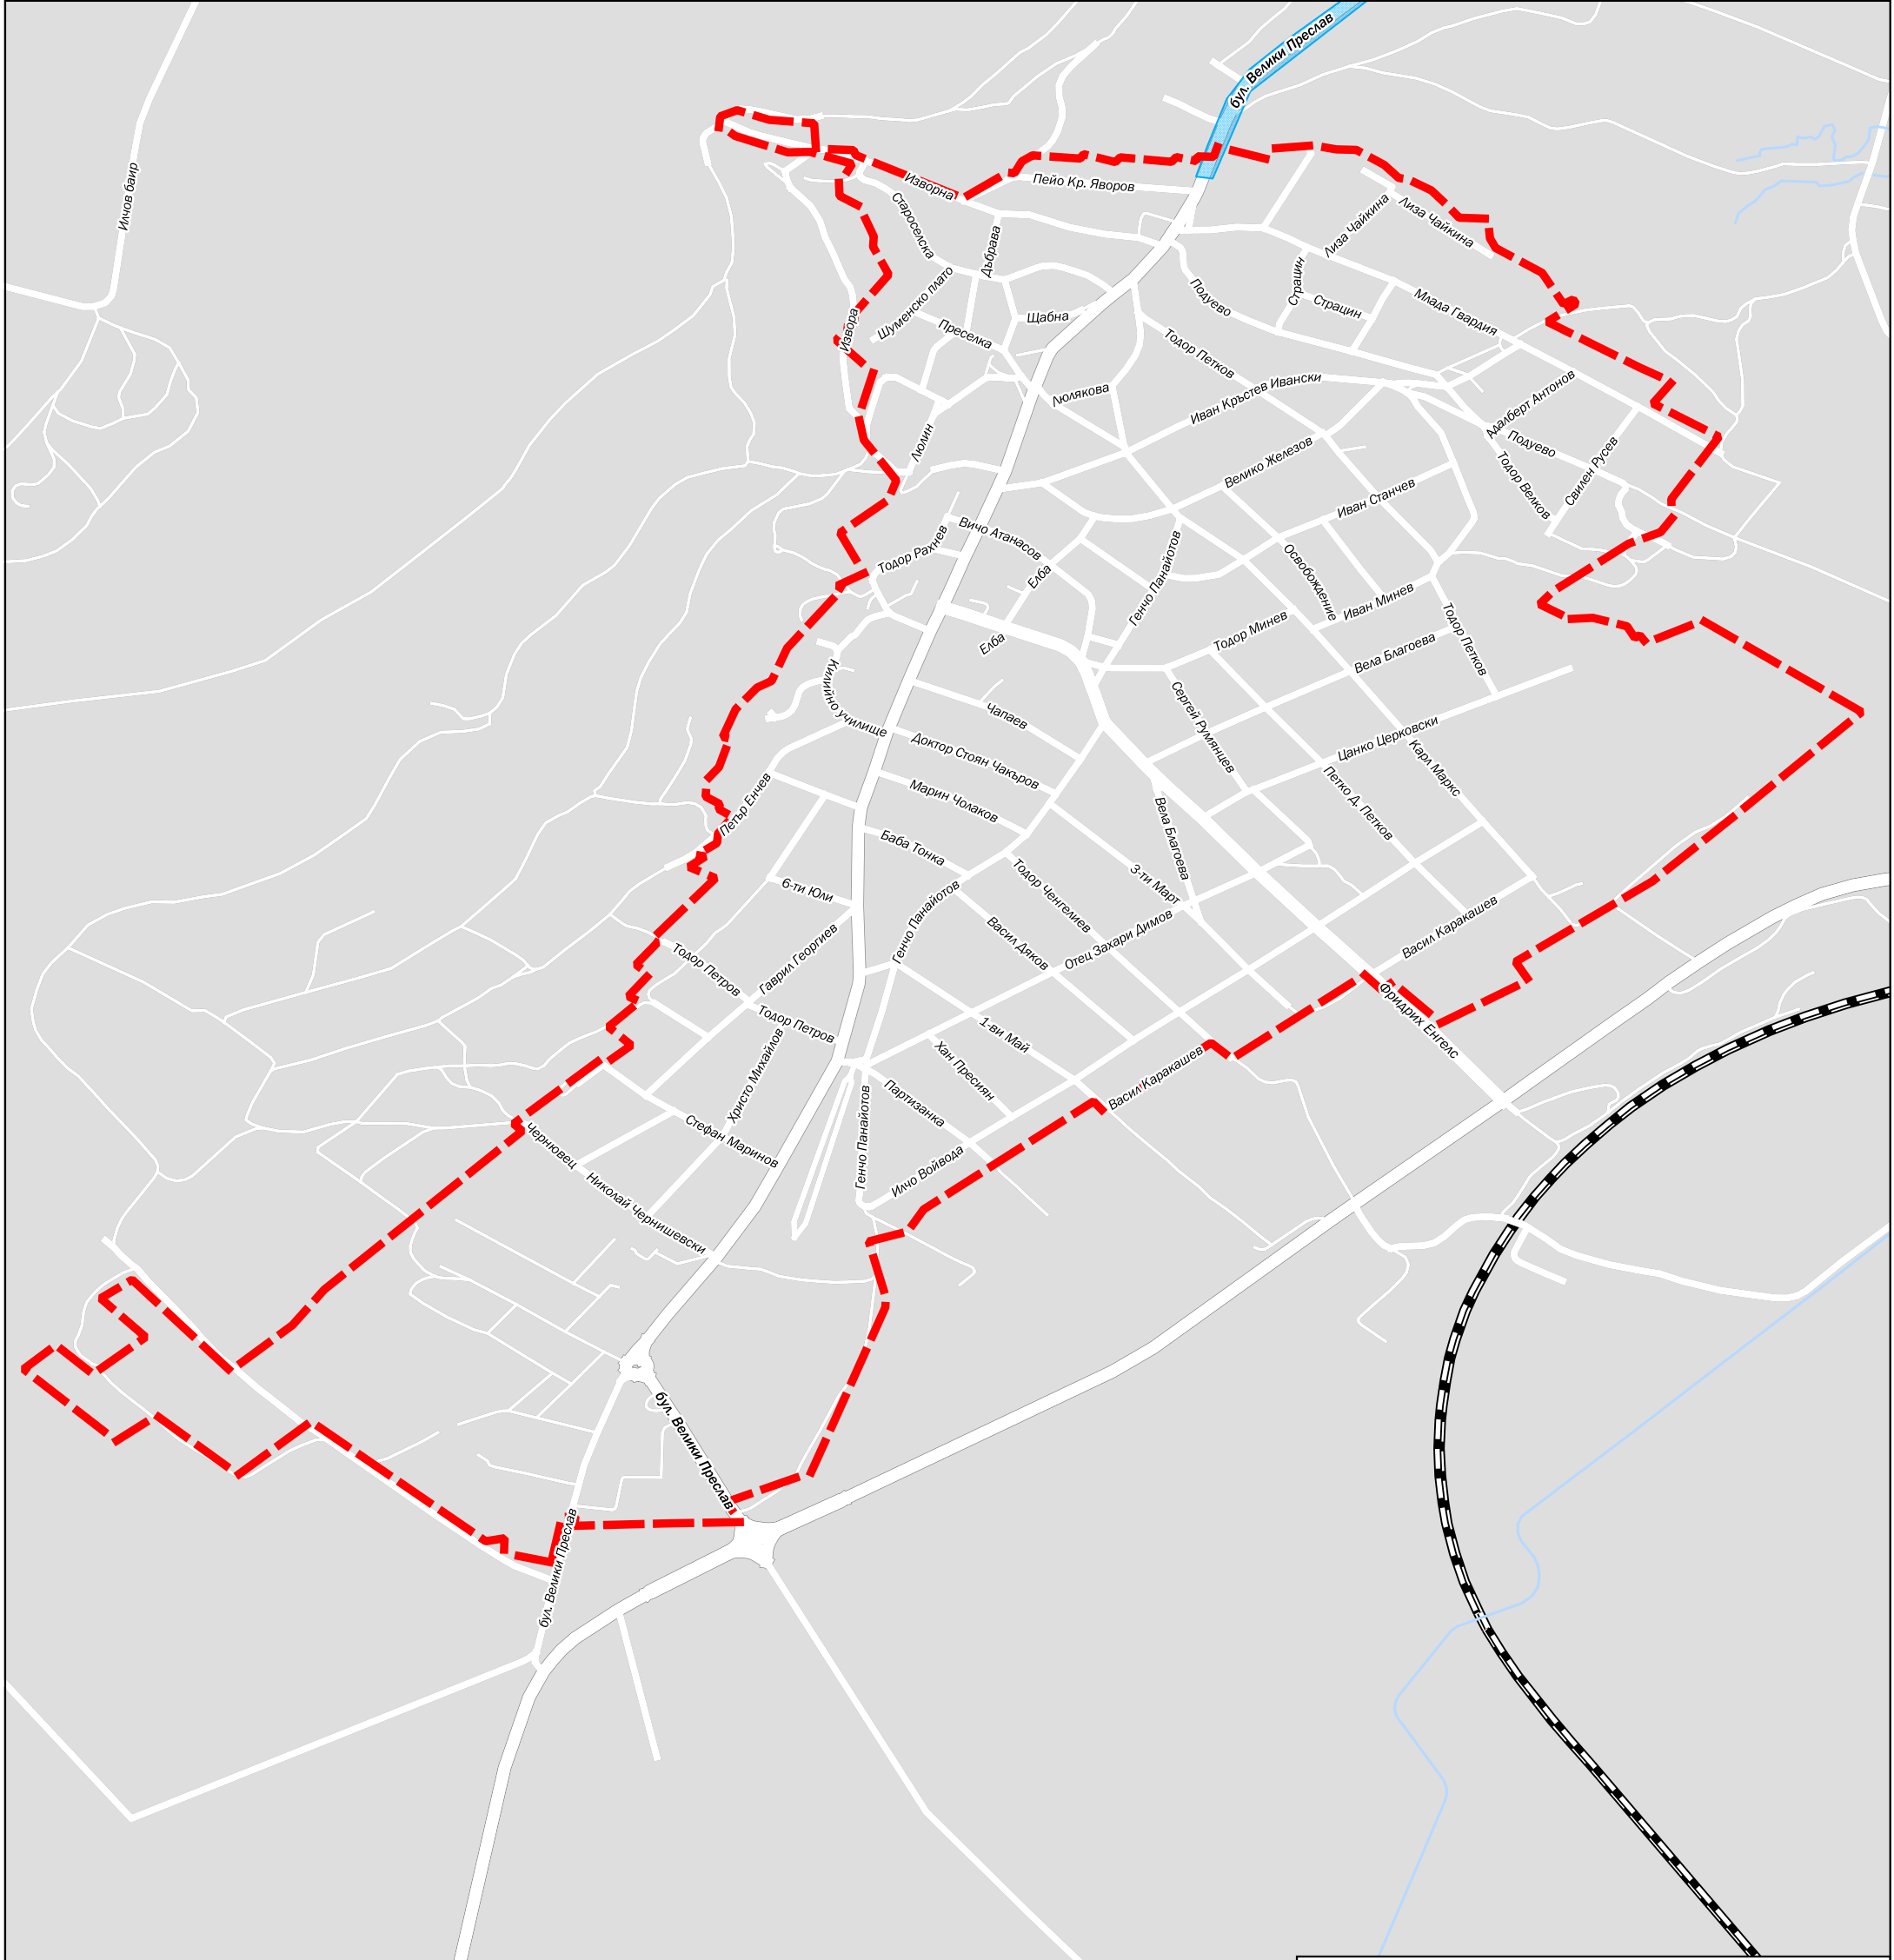 бул. Велики Преслав
Илчов баир
Изворна
Пейо Кр. Яворов
Староселска
Дъбрава
Лиза Чайкина
Лиза Чайкина
Шуменско плато
Страцин
Страцин
Подуево
Млада Гвардия
Извора
Преселка
Щабна
Тодор Петков
Люлякова
Иван Кръстев Ивански
Адалберт Антонов
Люлин
Подуево
Велико Железов
Свилен Русев
Тодор Велков
Иван Станчев
Вичо Атанасов
Тодор Рахнев
Елба
Генчо Панайотов
Освобождение
Иван Минев
Елба
Тодор Минев
Тодор Петков
Вела Благоева
Килийно училище
Чапаев
Сергей Румянцев
Доктор Стоян Чакъров
Цанко Церковски
Карл Маркс
Петър Енчев
Марин Чолаков
Петко Д. Петков
Вела Благоева
Баба Тонка
6-ти Юли
Тодор Ченгелиев
3-ти Март
Генчо Панайотов
Васил Дяков
Отец Захари Димов
Васил Каракашев
Тодор Петров
Гаврил Георгиев
Тодор Петров
Фридрих Енгелс
1-ви Май
Христо Михайлов
Хан Пресиян
Васил Каракашев
Партизанка
Генчо Панайотов
Стефан Маринов
Чернювец
Илчо Войвода
Николай Чернишевски
бул. Велики Преслав
бул. Велики Преслав